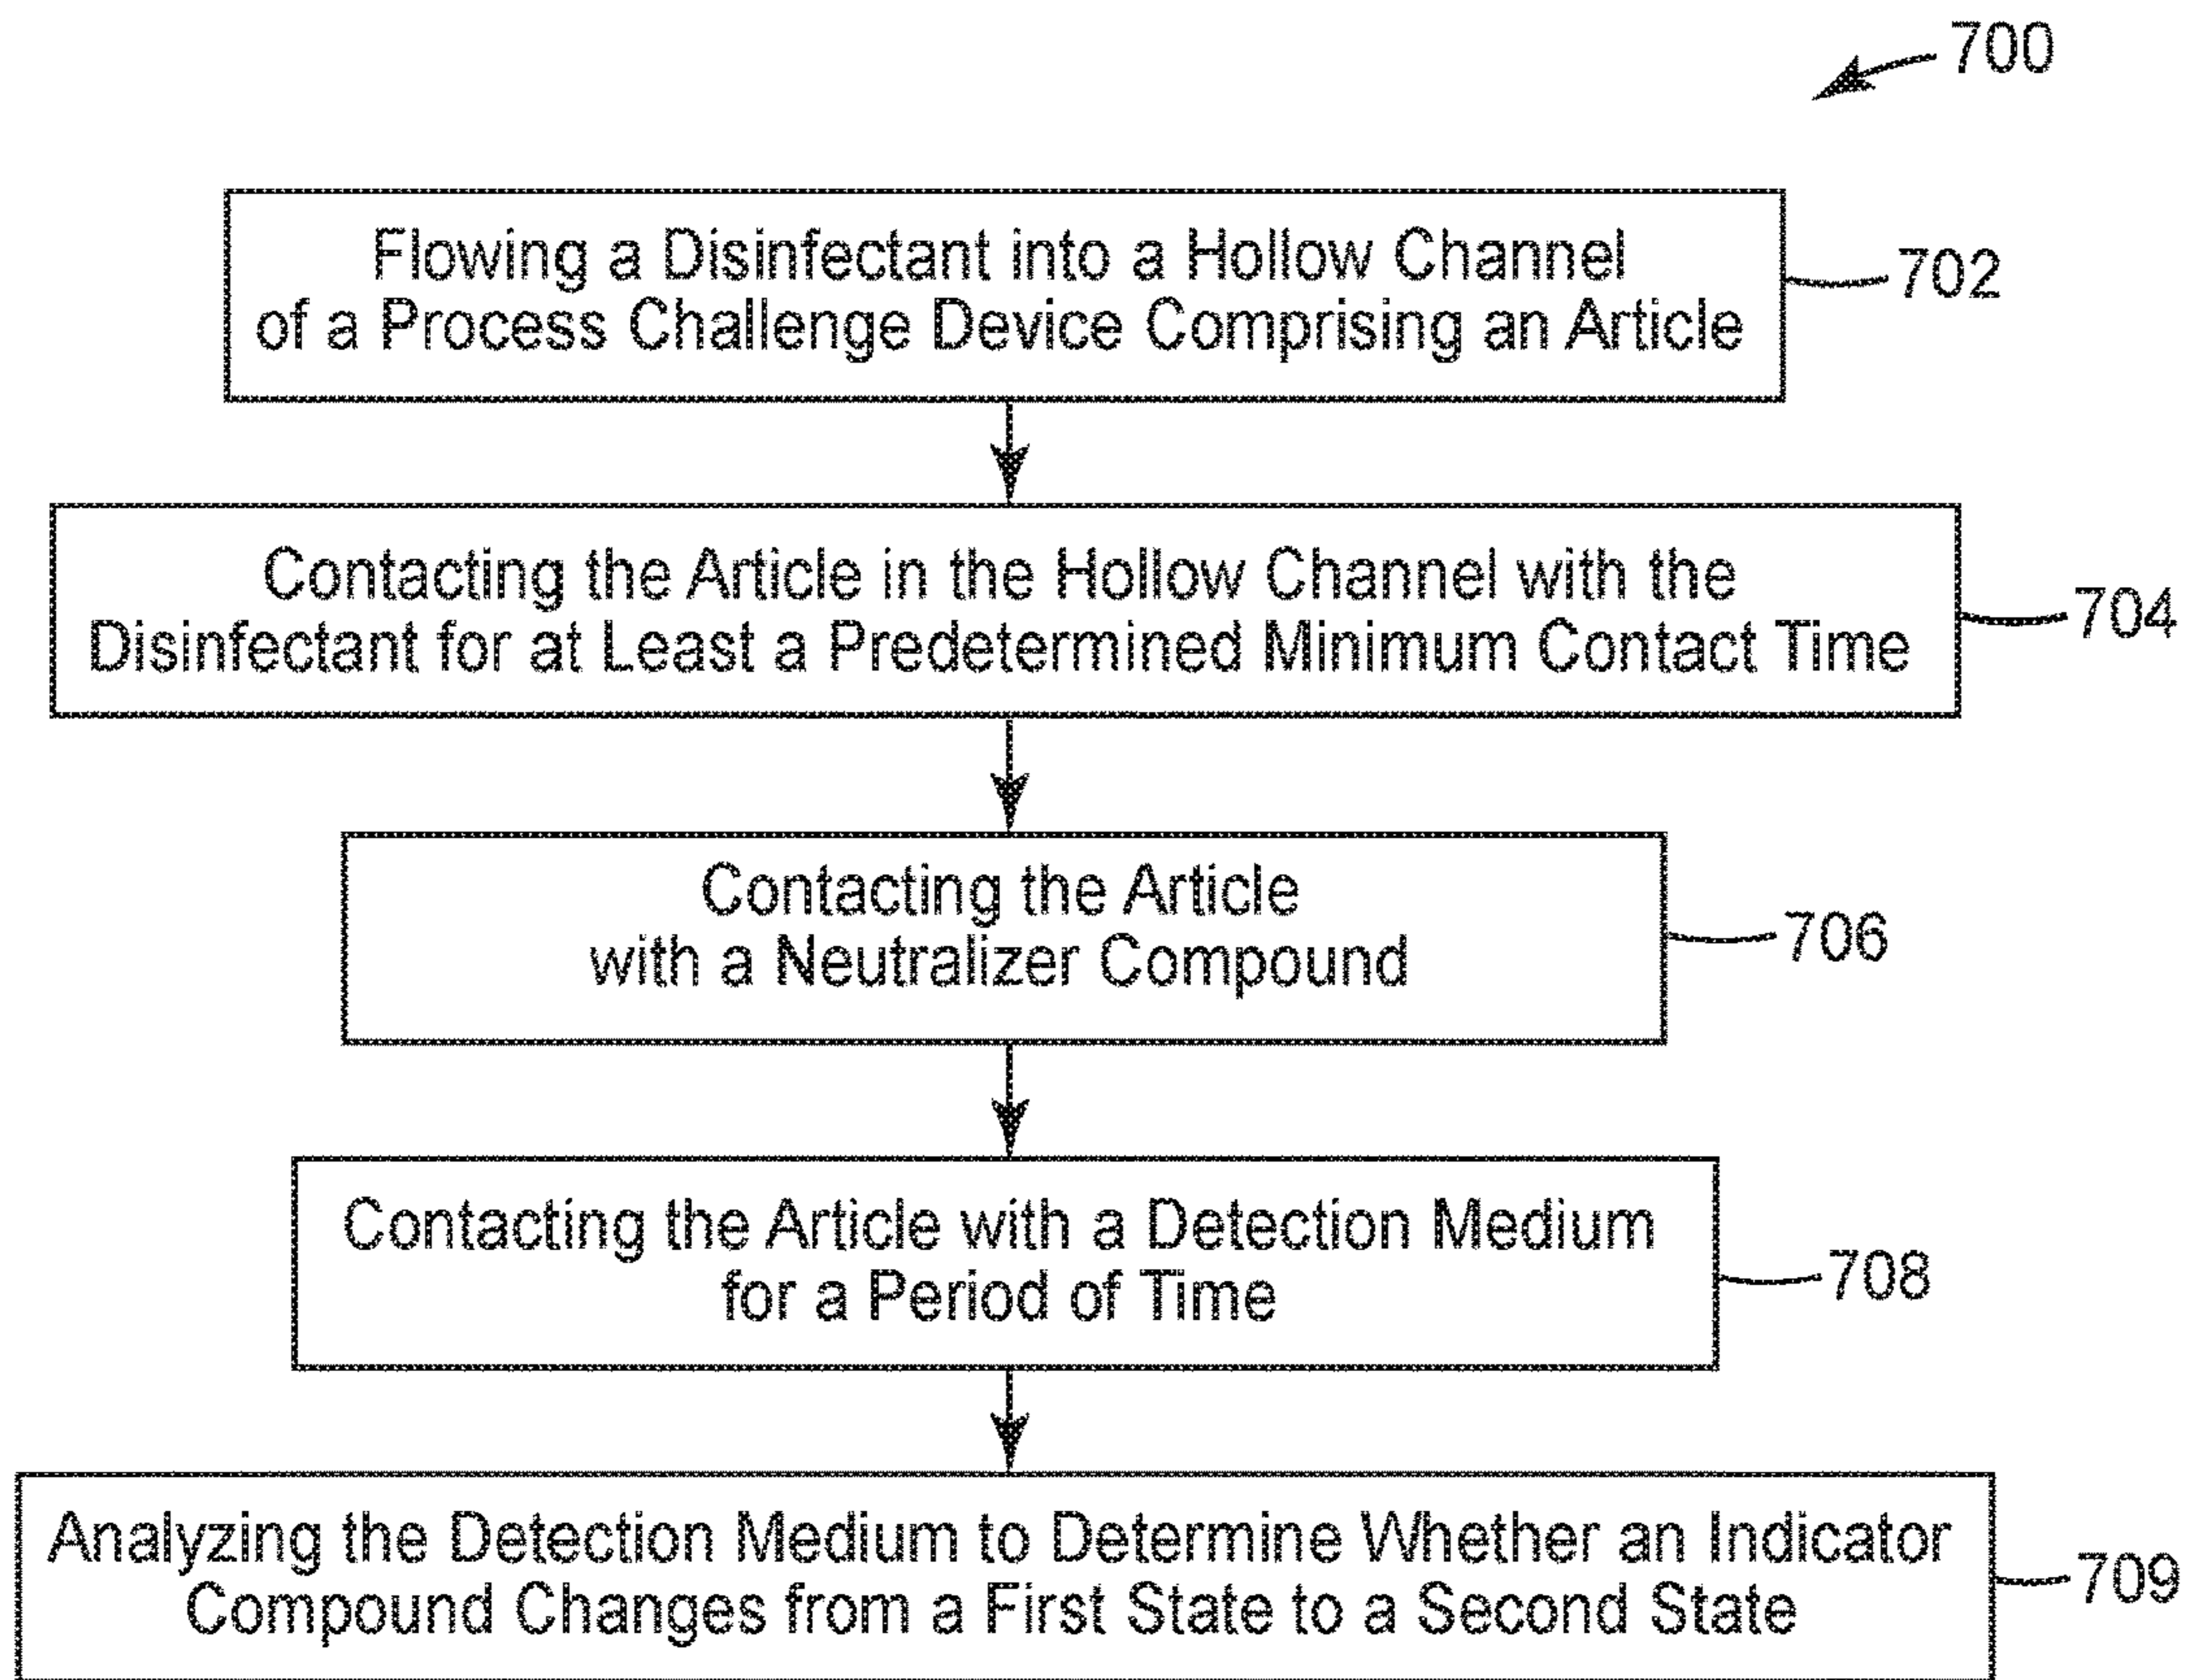 700
Flowing a Disinfectant into a Hollow Channel
of a Process Challenge Device Comprising an Article
702
Contacting the Article in the Hollow Channel with the
Disinfectant for at Least a Predetermined Minimum Contact Time
704
Contacting the Article
with a Neutralizer Compound
706
Contacting the Article with a Detection Medium
for a Period of Time
708
Analyzing the Detection Medium to Determine Whether an Indicator
Compound Changes from a First State to a Second State
709